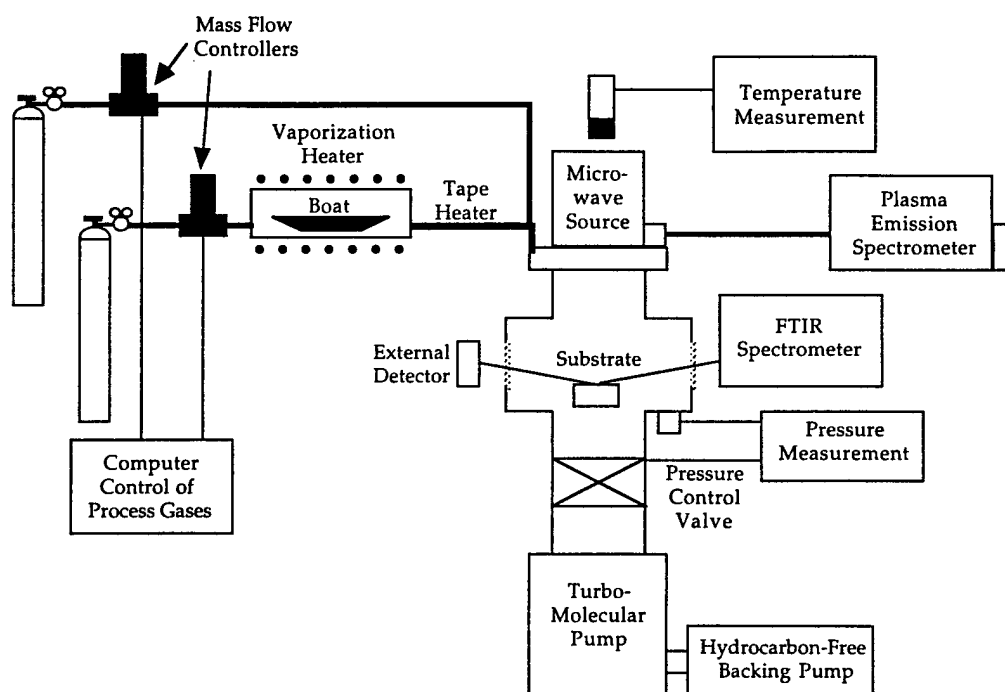 Mass Flow
Controllers
Temperature
Measurement
Vaporization
Heater
Micro-
wave
Source
Tape
Heater
Boat
Plasma
Emission
Spectrometer
External
Detector
Substrate
FTIR
Spectrometer
Pressure
Measurement
Computer
Control of
Process Gases
Pressure
Control
Valve
Turbo-
Molecular
Pump
Hydrocarbon-Free
Backing Pump